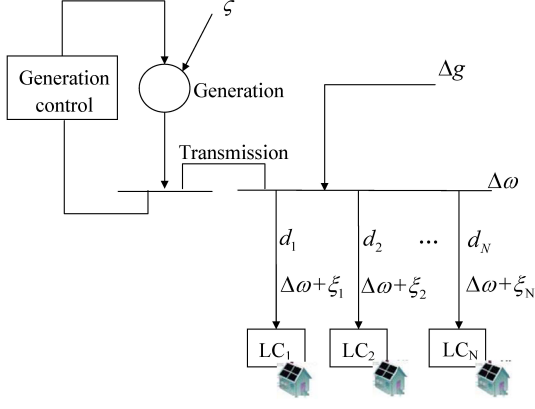 ς
Generation
control
Generation
Δg
Transmission
Δω
d₁
d₂
...
d_N
Δω+ξ₁
Δω+ξ₂
Δω+ξ_N
LC₁
LC₂
LC_N